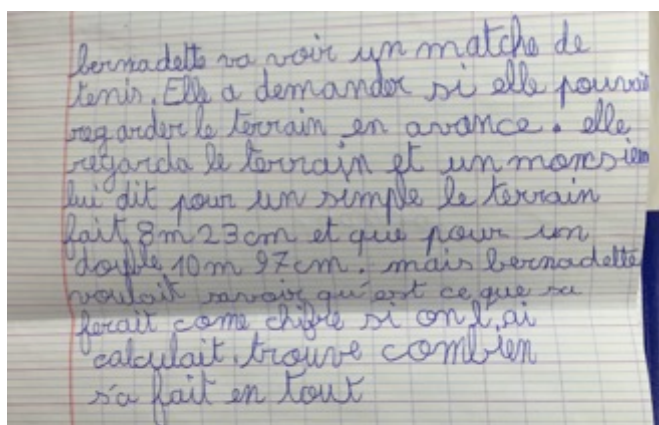 bernadette va voir un matche de
tenis. Elle a demander si elle pouvait
regarder le terrain en avance. elle
regarda le terrain et un monsieur
lui dit pour un simple le terrain
fait 8m 23cm et que pour un
double 10m 97cm. mais bernadette
voulait savoir qu'est ce que sa
ferait come chifre si on l'ai
calculait. trouve combien
s'a fait en tout